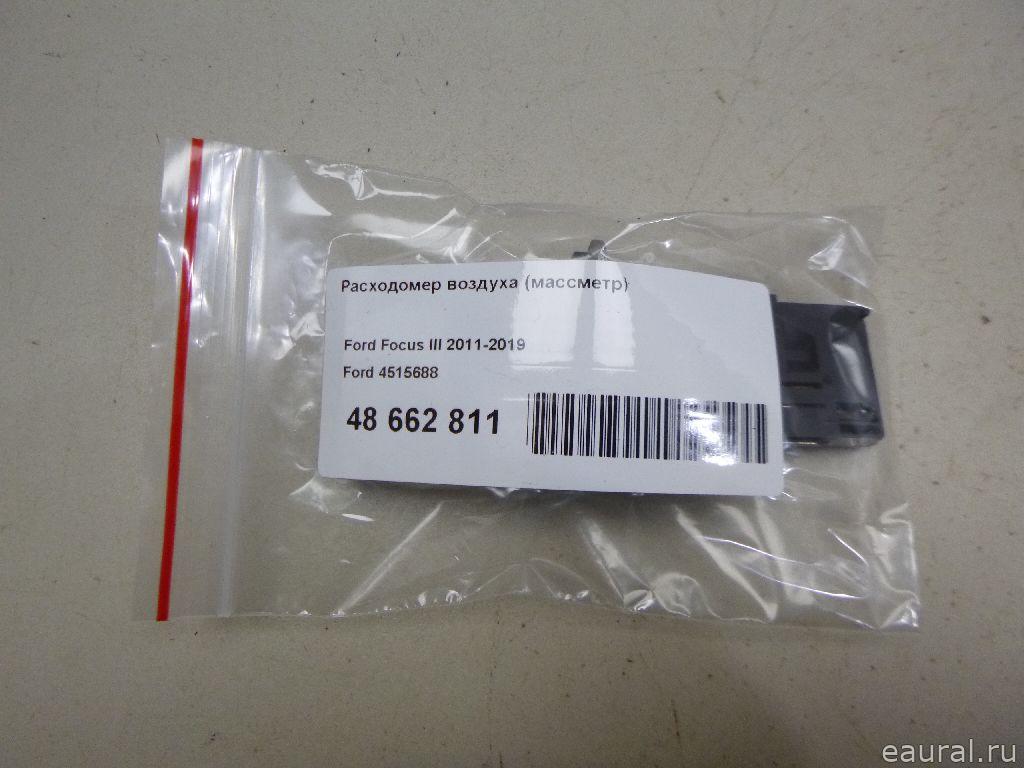 Расходомер воздуха (массметр)
Ford Focus III 2011-2019
Ford 4515688
48 662 811
eaural.ru